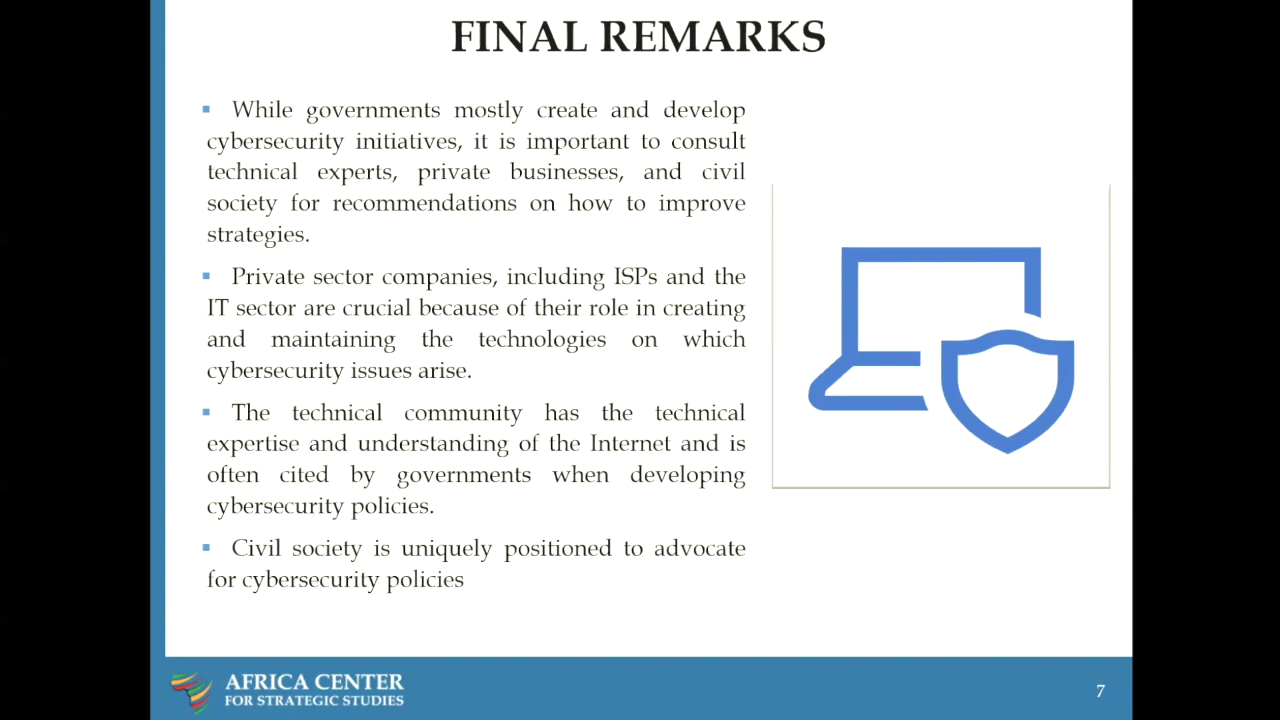 FINAL REMARKS
▪ While governments mostly create and develop
cybersecurity initiatives, it is important to consult
technical experts, private businesses, and civil
society for recommendations on how to improve
strategies.
▪ Private sector companies, including ISPs and the
IT sector are crucial because of their role in creating
and maintaining the technologies on which
cybersecurity issues arise.
▪ The technical community has the technical
expertise and understanding of the Internet and is
often cited by governments when developing
cybersecurity policies.
▪ Civil society is uniquely positioned to advocate
for cybersecurity policies
AFRICA CENTER
FOR STRATEGIC STUDIES
7